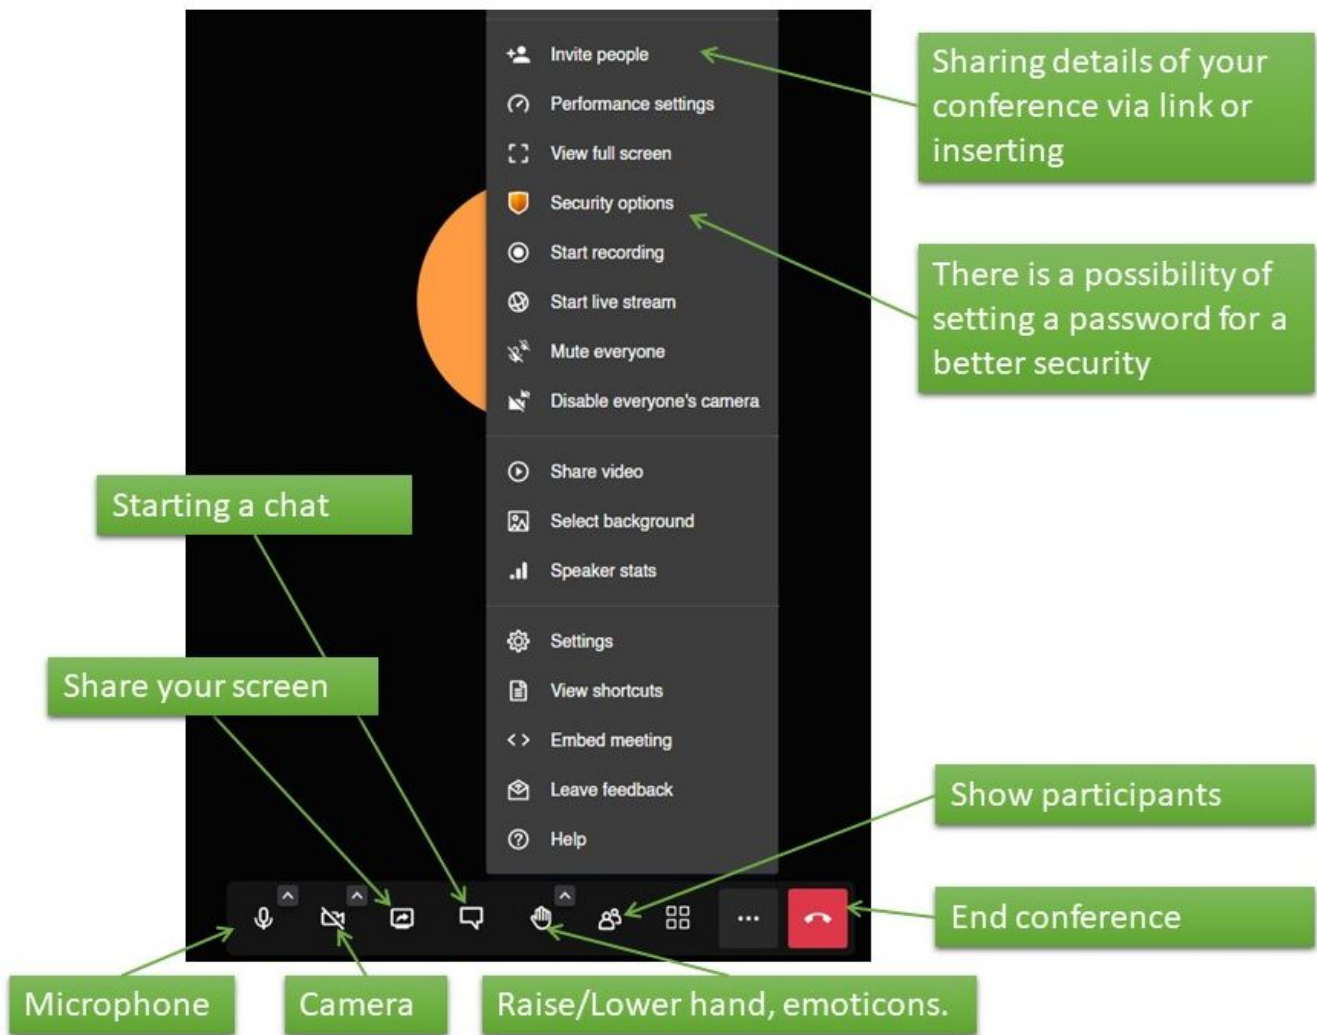 Invite people
Performance settings
View full screen
Security options
Start recording
Start live stream
Mute everyone
Disable everyone's camera
Share video
Select background
Speaker stats
Settings
View shortcuts
Embed meeting
Leave feedback
Help
Sharing details of your
conference via link or
inserting
There is a possibility of
setting a password for a
better security
Starting a chat
Share your screen
Show participants
End conference
Microphone
Camera
Raise/Lower hand, emoticons.